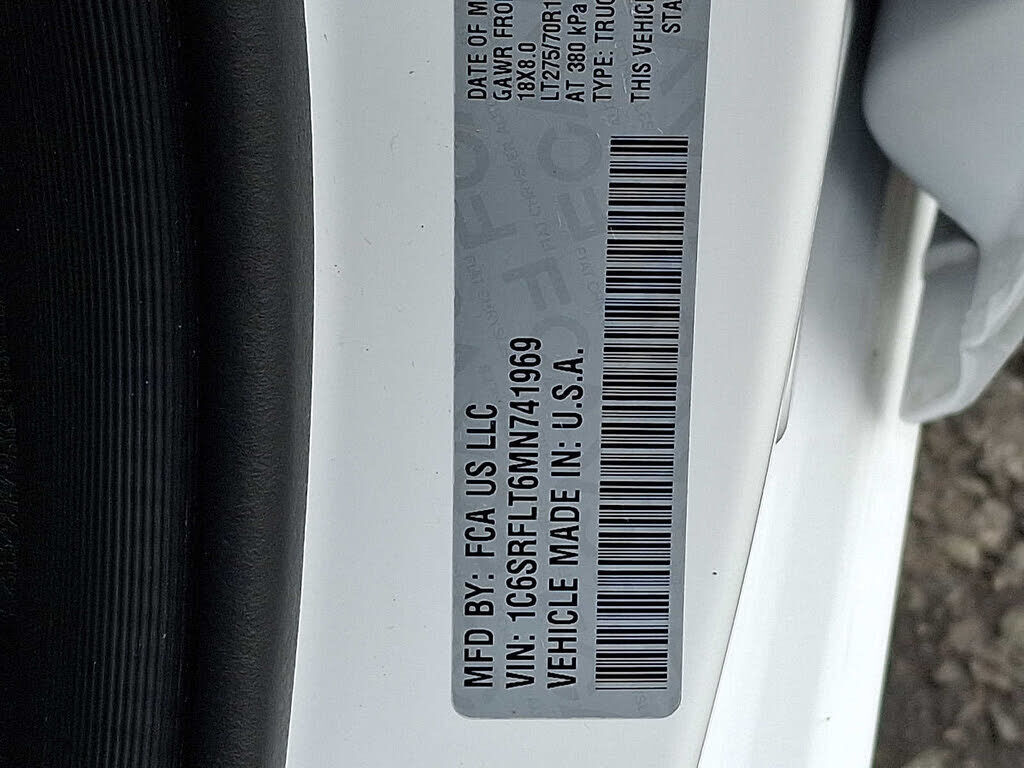 MFD BY: FCA US LLC
VIN: 1C6SRFLT6MN741969
VEHICLE MADE IN: U.S.A.
DATE OF M
GAWR FRO
18X8.0
LT275/70R1
AT 380 kPa
TYPE: TRUC
THIS VEHICLE
STA